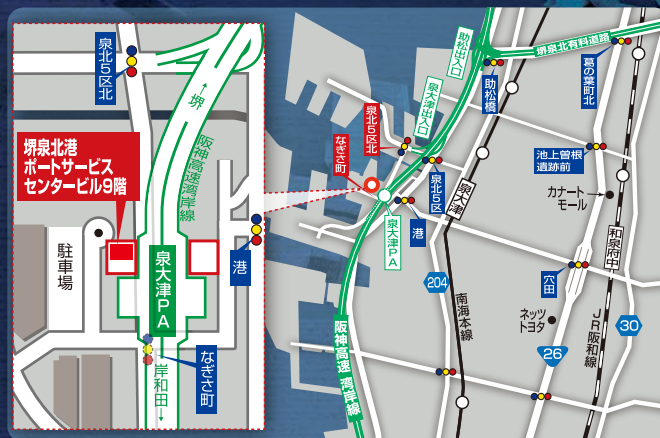 泉北5区北
↑堺
阪神高速湾岸線
堺泉北港
ポートサービス
センタービル9階
駐車場
泉大津PA
港
なぎさ町
岸和田↓
助松出入口
堺泉北有料道路
助松橋
葛の葉町北
泉大津出入口
泉北5区北
なぎさ町
泉北5区
泉大津
池上曽根
遺跡前
カナート
モール
港
泉大津PA
和泉府中
穴田
204
南海本線
ネッツ
トヨタ
JR阪和線
30
26
阪神高速 湾岸線